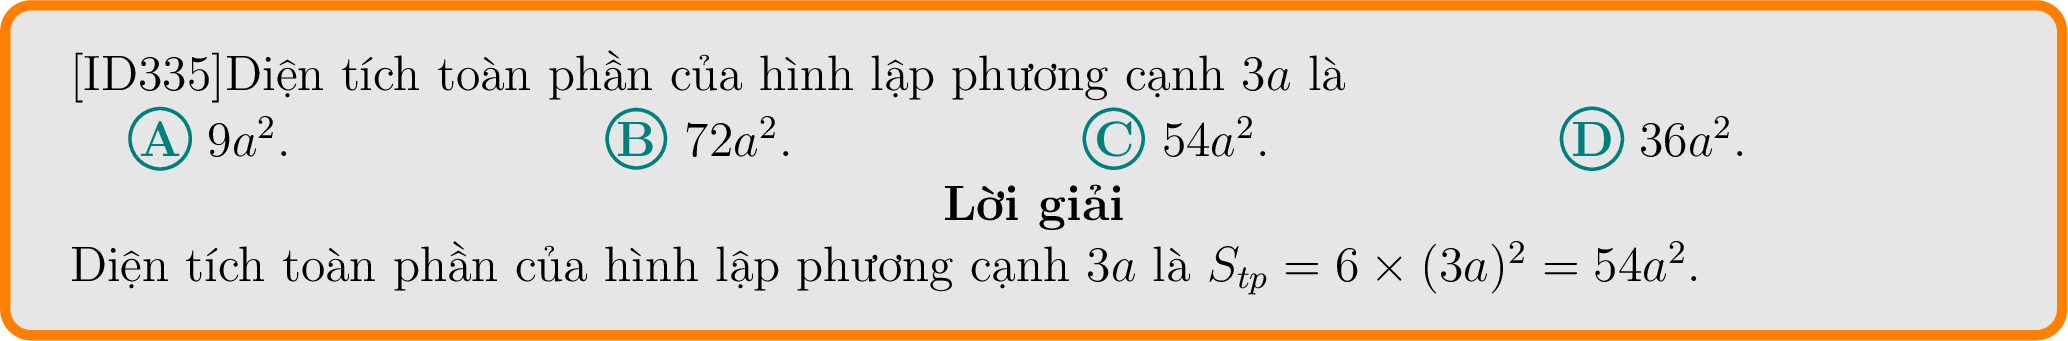 [ID335]Diện tích toàn phần của hình lập phương cạnh 3a là
A 9a². B 72a². C 54a². D 36a².
Lời giải
Diện tích toàn phần của hình lập phương cạnh 3a là Sₜₚ = 6 × (3a)² = 54a².